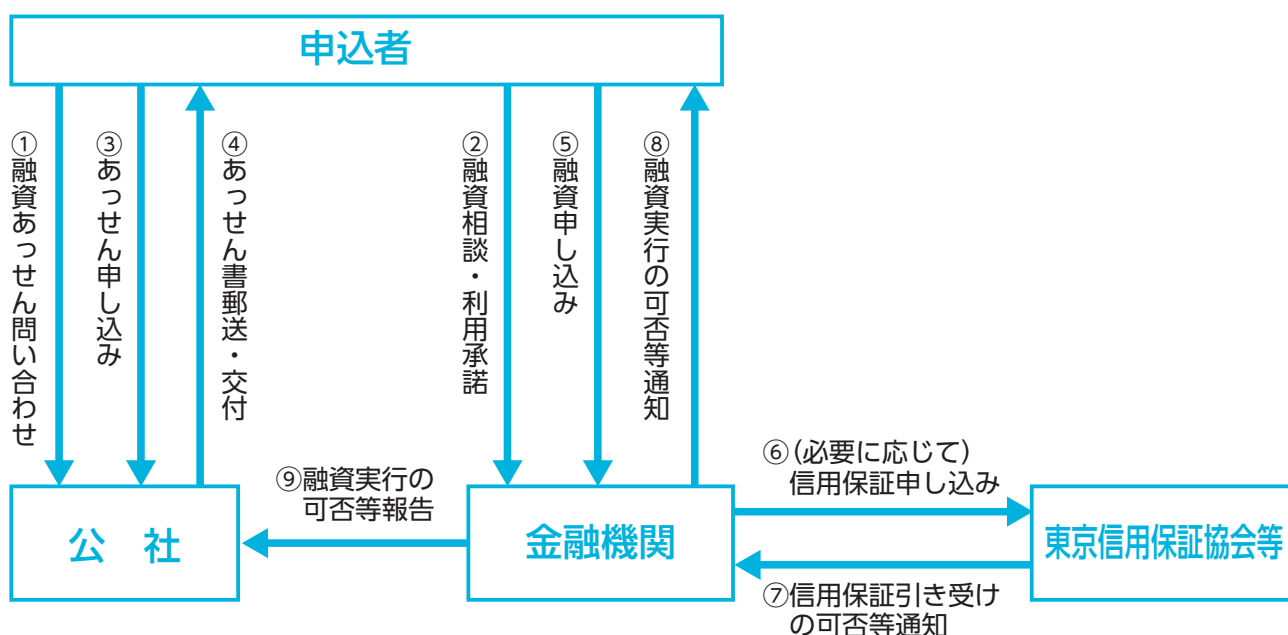 申込者
①融資あっせん問い合わせ
③あっせん申し込み
④あっせん書郵送・交付
②融資相談・利用承諾
⑤融資申し込み
⑧融資実行の可否等通知
⑨融資実行の
可否等報告
⑥（必要に応じて）
信用保証申し込み
公　社
金融機関
東京信用保証協会等
⑦信用保証引き受け
の可否等通知